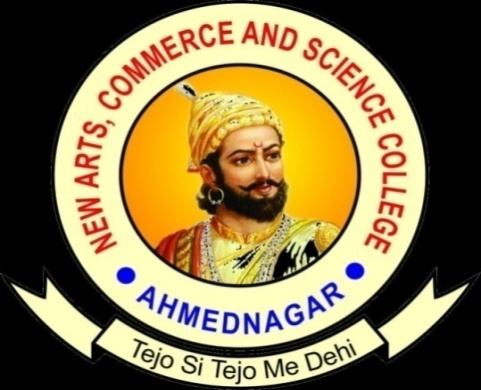 NEW ARTS, COMMERCE AND SCIENCE COLLEGE
AHMEDNAGAR
Tejo Si Tejo Me Dehi